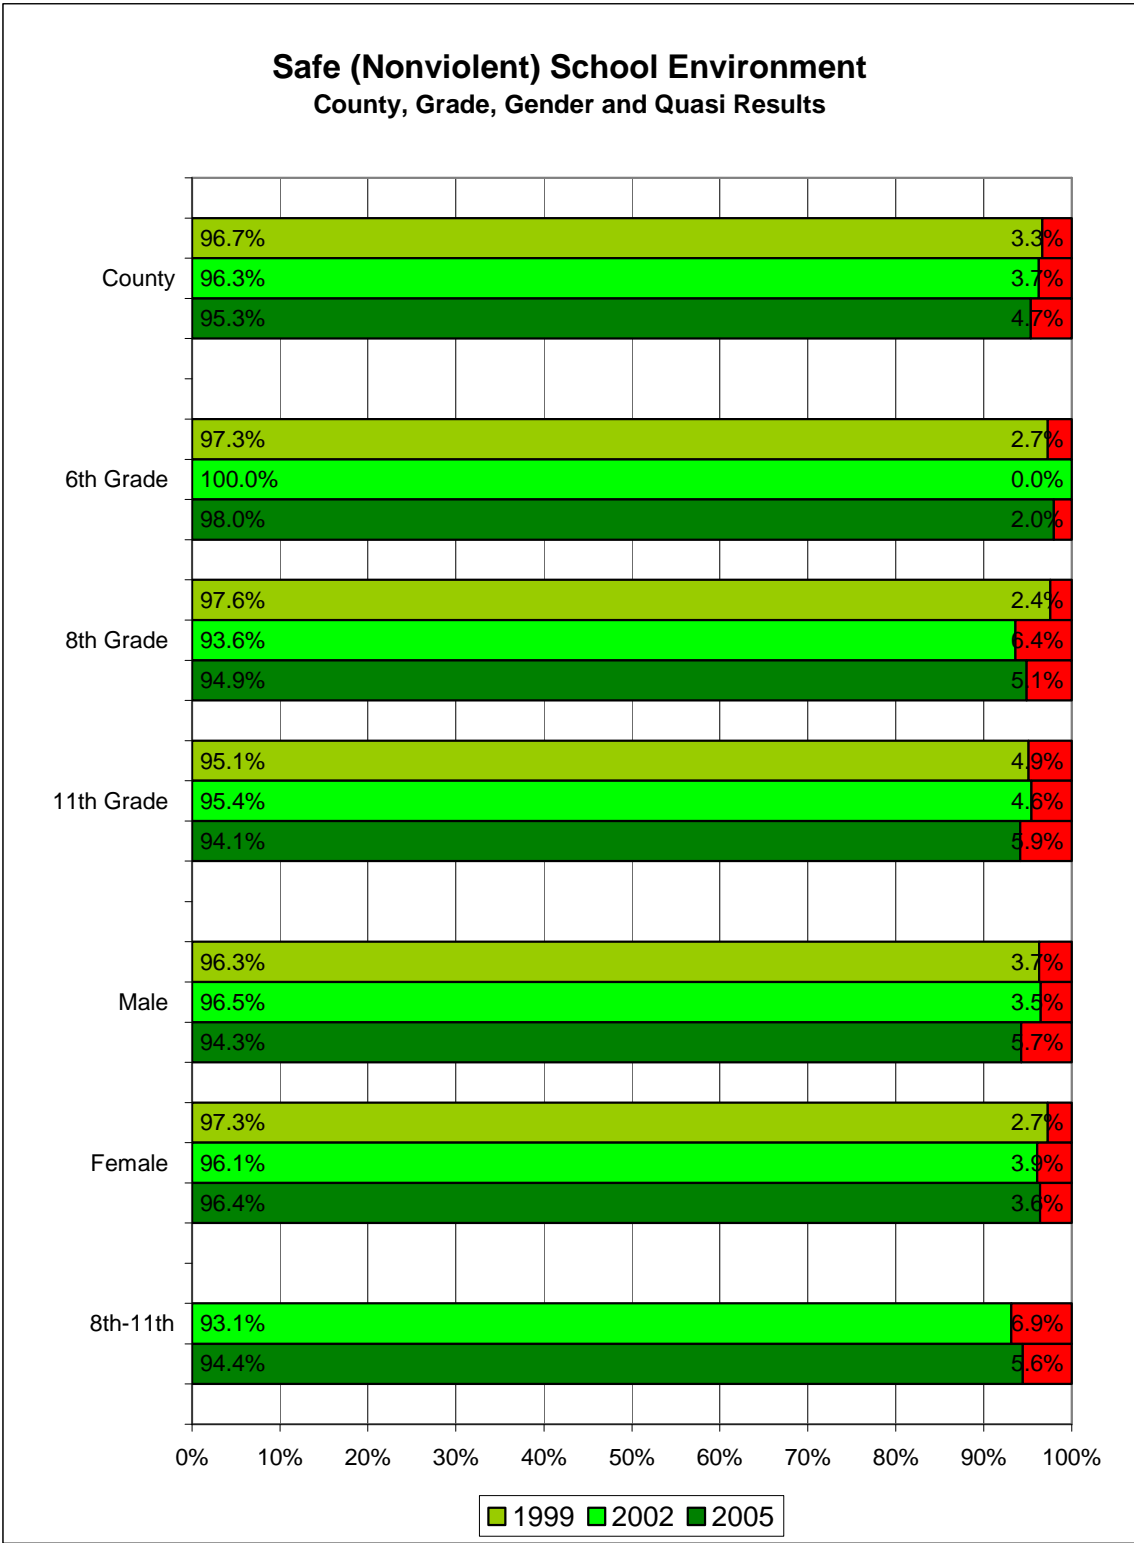 Safe (Nonviolent) School Environment
County, Grade, Gender and Quasi Results
96.7% 3.3%
County 96.3% 3.7%
95.3% 4.7%
97.3% 2.7%
6th Grade 100.0% 0.0%
98.0% 2.0%
97.6% 2.4%
8th Grade 93.6% 6.4%
94.9% 5.1%
95.1% 4.9%
11th Grade 95.4% 4.6%
94.1% 5.9%
96.3% 3.7%
Male 96.5% 3.5%
94.3% 5.7%
97.3% 2.7%
Female 96.1% 3.9%
96.4% 3.6%
8th-11th 93.1% 6.9%
94.4% 5.6%
0% 10% 20% 30% 40% 50% 60% 70% 80% 90% 100%
1999 2002 2005